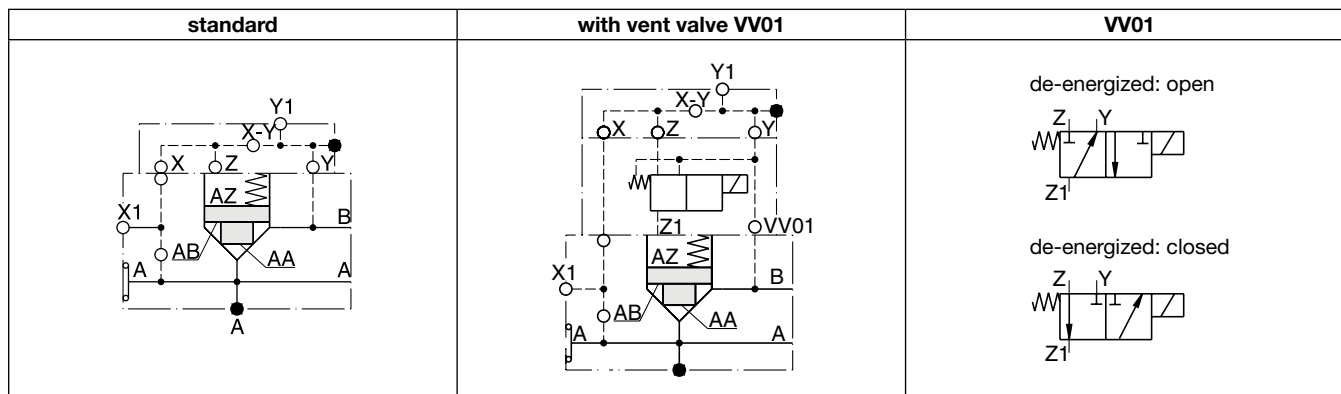 standard
with vent valve VV01
VV01
Y1
X-Y
X
Z
Y
AZ
X1
B
AB
AA
A
A
A
Y1
X-Y
X
Z
Y
Z1
VV01
AZ
X1
B
AB
AA
A
A
de-energized: open
Z Y
Z1
de-energized: closed
Z Y
Z1